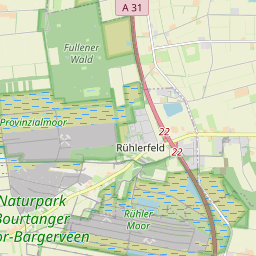 A 31
Fullener
Wald
Provinzialmoor
22
Rühlerfeld
22
Naturpark
Bourtanger
or-Bargerveen
Rühler
Moor